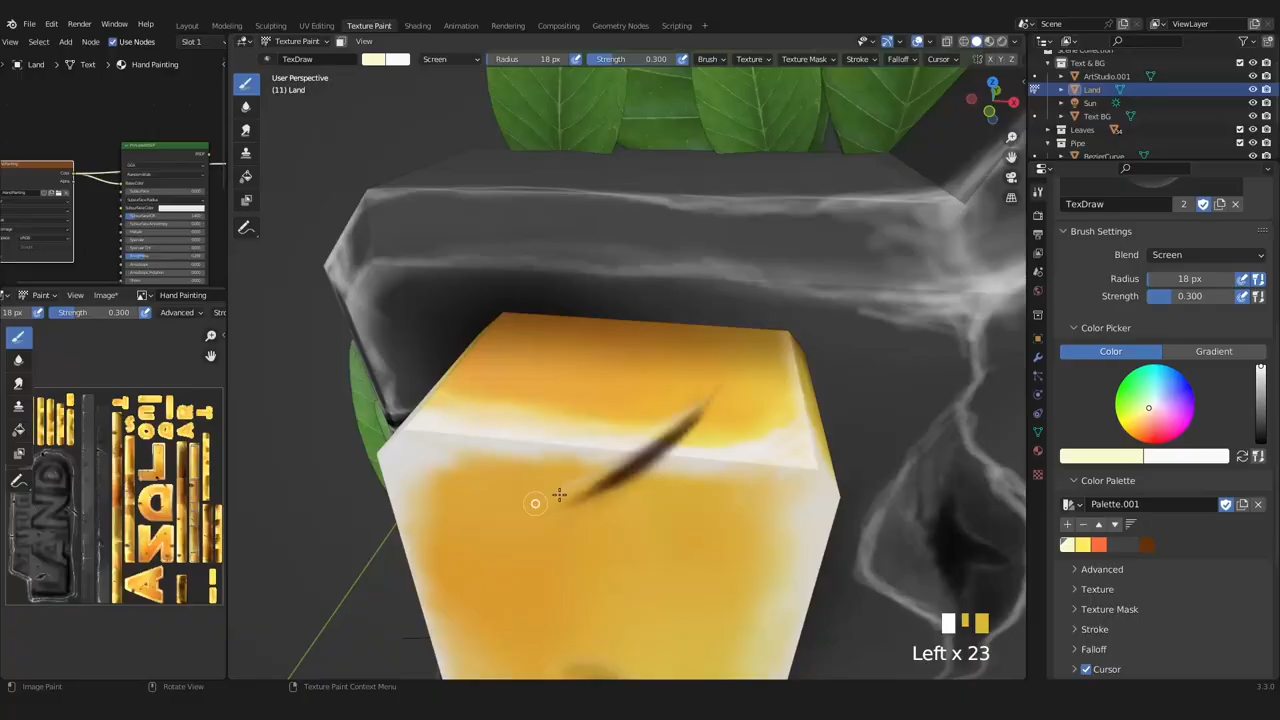 File Edit Render Window Help
Layout Modeling Sculpting UV Editing Texture Paint Shading Animation Rendering Compositing Geometry Nodes Scripting +
Scene
ViewLayer
View Select Add Node Use Nodes Slot 1
Texture Paint View
TexDraw Screen Radius 18 px Strength 0.300 Brush Texture Texture Mask Stroke Falloff Cursor X Y Z
Land Text Hand Painting
User Perspective
(11) Land
Scene Collection
Text & BG
ArtStudio.001
Land
Sun
Text BG
Leaves
Pipe
BezierCurve
TexDraw 2
Brush Settings
Blend Screen
Radius 18 px
Strength 0.300
Color Picker
Color Gradient
Color Palette
Palette.001
Advanced
Texture
Texture Mask
Stroke
Falloff
Cursor
Paint View Image* Hand Painting
18 px Strength 0.300 Advanced Strc
LAND
Left x 23
Image Paint Rotate View Texture Paint Context Menu 3.3.0